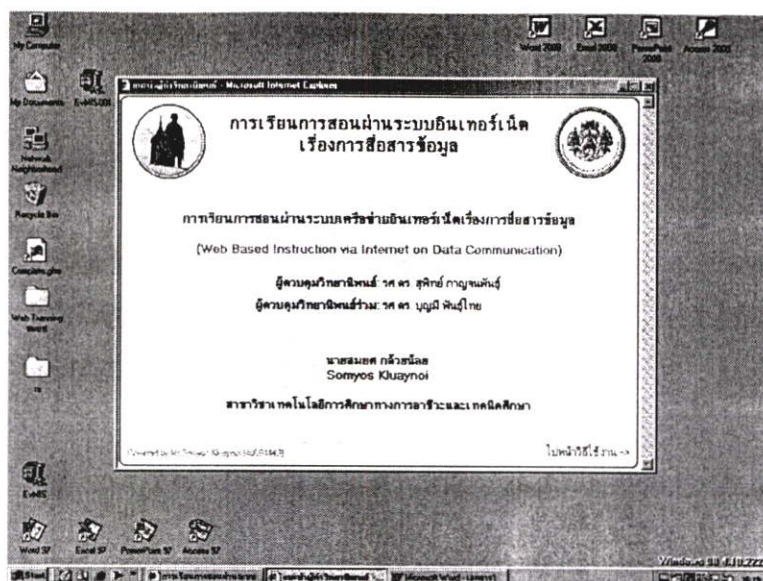 My Computer
Word 2000
Excel 2000
PowerPoint 2000
Access 2000
My Documents
Network Neighborhood
Recycle Bin
Web Training
EvMIS
Word 97
Excel 97
PowerPoint 97
Access 97
- Microsoft Internet Explorer
การเรียนการสอนผ่านระบบอินเทอร์เน็ต
เรื่องการสื่อสารข้อมูล
การเรียนการสอนผ่านระบบเครือข่ายอินเทอร์เน็ตเรื่องการสื่อสารข้อมูล
(Web Based Instruction via Internet on Data Communication)
ผู้ควบคุมวิทยานิพนธ์: รศ ดร สุพิทย์ กาญจนพันธุ์
ผู้ควบคุมวิทยานิพนธ์ร่วม: รศ ดร บุญมี พันธุ์ไทย
นายสมยศ กล้วยน้อย
Somyos Kluaynoi
สาขาวิชาเทคโนโลยีการศึกษาทางการอาชีวะและเทคนิคศึกษา
ไปหน้าวิธีใช้งาน ->
Windows 98
Start
Microsoft Word